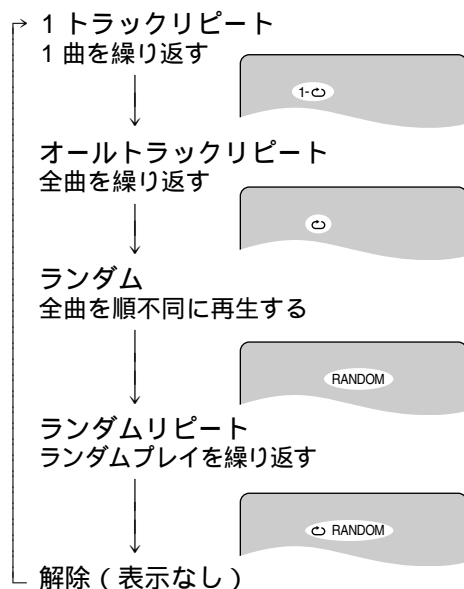 1 トラックリピート
1 曲を繰り返す
1-
オールトラックリピート
全曲を繰り返す
ランダム
全曲を順不同に再生する
RANDOM
ランダムリピート
ランダムプレイを繰り返す
RANDOM
解除 ( 表示なし )